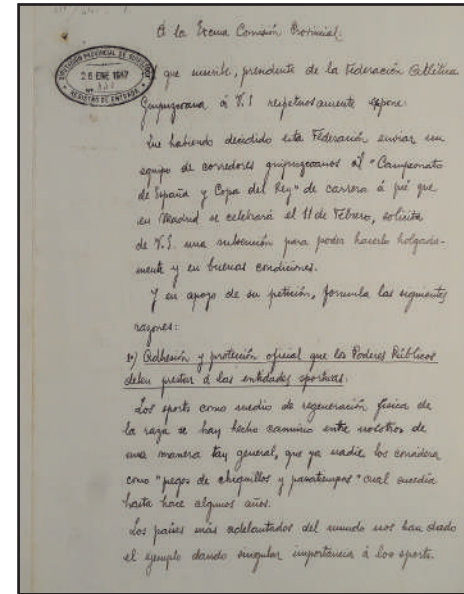 A la Excma Comisión Provincial:
DIPUTACIÓN PROVINCIAL DE
26 ENE 1917
REGISTRO DE ENTRADA
que suscribe, presidente de la Federación Atlética
Guipuzcoana á V.S respetuosamente expone:
Que habiendo decidido esta Federación enviar un
equipo de corredores guipuzcoanos al "Campeonato
de España y Copa del Rey" de carrera á pié que
en Madrid se celebrará el 11 de Febrero, solicita
de V.S. una subvención para poder hacerlo holgada-
mente y en buenas condiciones.
Y en apoyo de su petición, formula las siguientes
razones:
1º) Adhesión y protección oficial que los Poderes Públicos
deben prestar á las entidades sportivas:
Los sports como medio de regeneración física de
la raza se han hecho camino entre nosotros de
una manera tan general, que ya nadie los considera
como "juegos de chiquillos y pasatiempos" cual sucedía
hasta hace algunos años.
Los países más adelantados del mundo nos han dado
el ejemplo dando singular importancia á los sports.